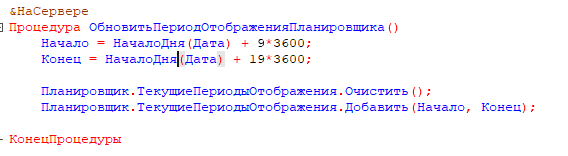 &НаСервере
Процедура ОбновитьПериодОтображенияПланировщика()
Начало = НачалоДня(Дата) + 9*3600;
Конец = НачалоДня(Дата) + 19*3600;
Планировщик.ТекущиеПериодыОтображения.Очистить();
Планировщик.ТекущиеПериодыОтображения.Добавить(Начало, Конец);
КонецПроцедуры